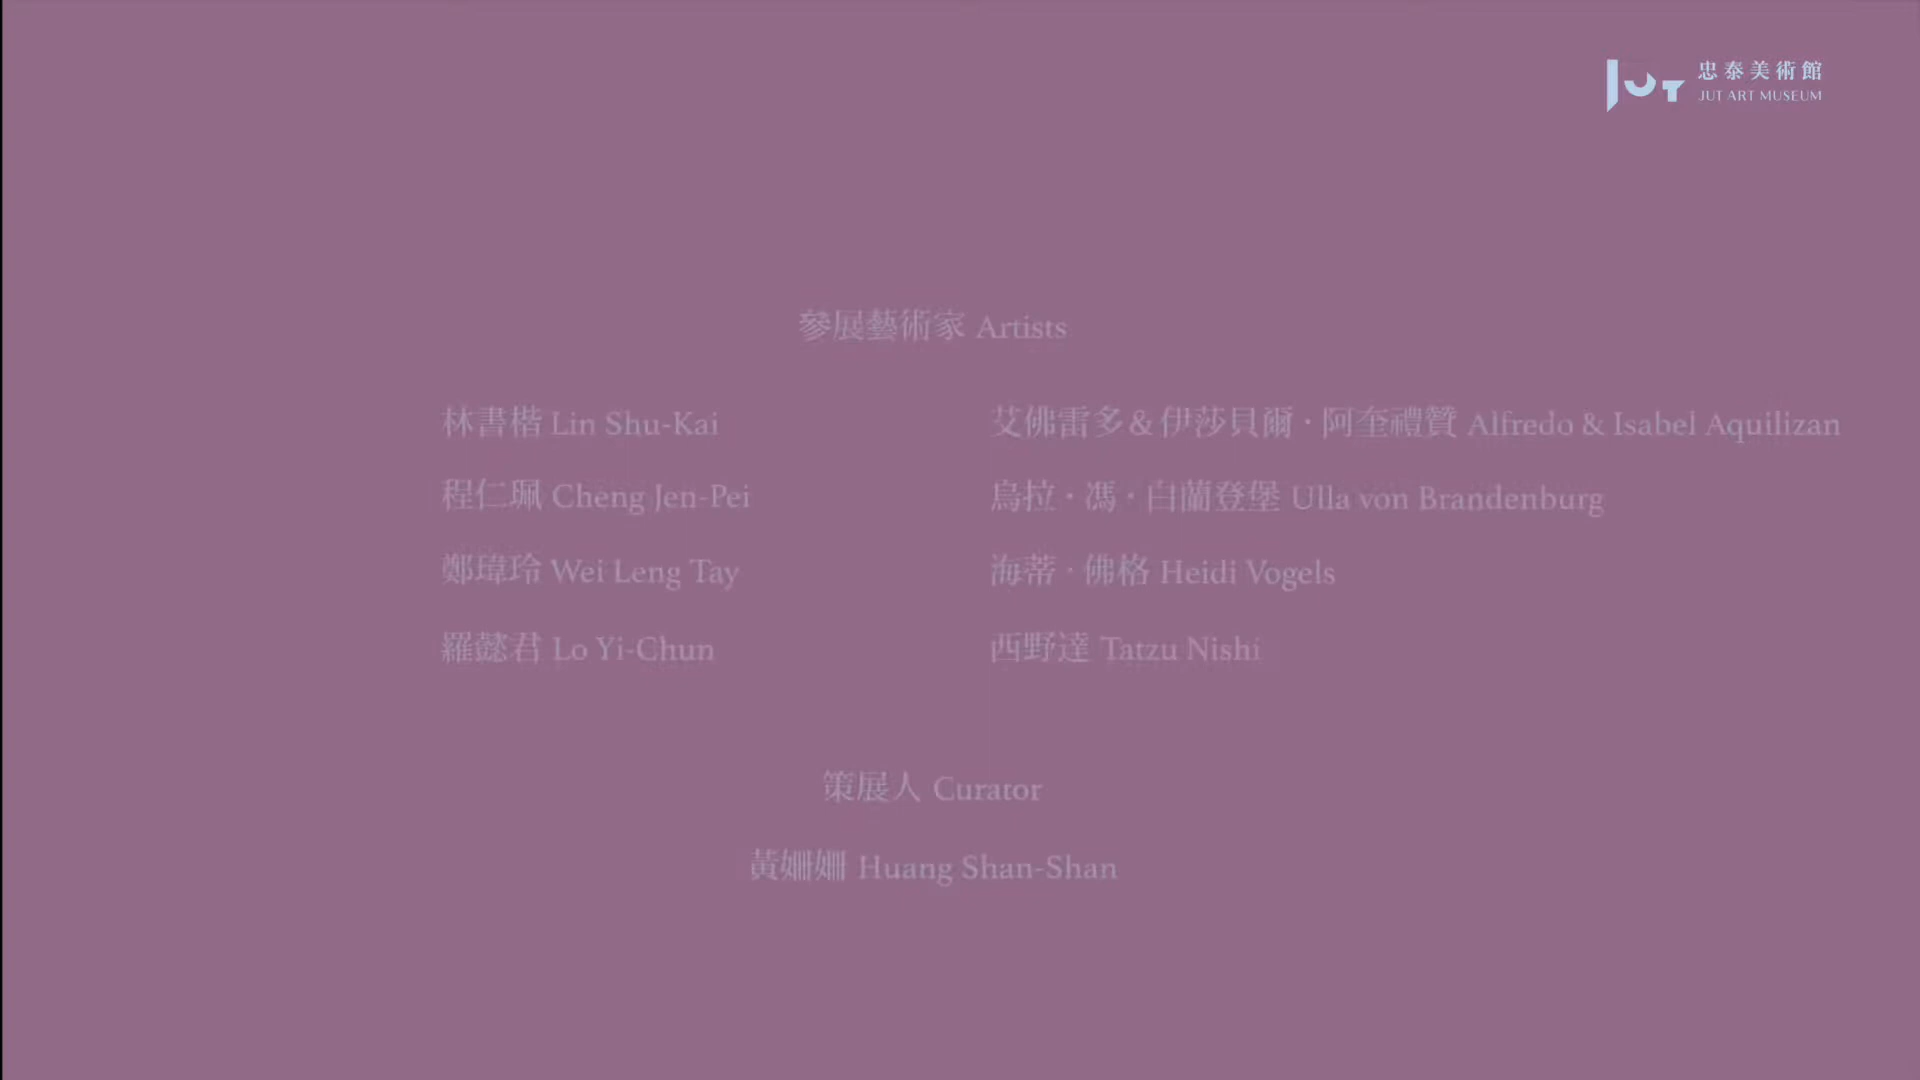 JUT 忠泰美術館
JUT ART MUSEUM
參展藝術家 Artists
林書楷 Lin Shu-Kai
程仁珮 Cheng Jen-Pei
鄭瑋玲 Wei Leng Tay
羅懿君 Lo Yi-Chun
艾佛雷多＆伊莎貝爾·阿奎禮贊 Alfredo & Isabel Aquilizan
烏拉·馮·白蘭登堡 Ulla von Brandenburg
海蒂·佛格 Heidi Vogels
西野達 Tatzu Nishi
策展人 Curator
黃姍姍 Huang Shan-Shan